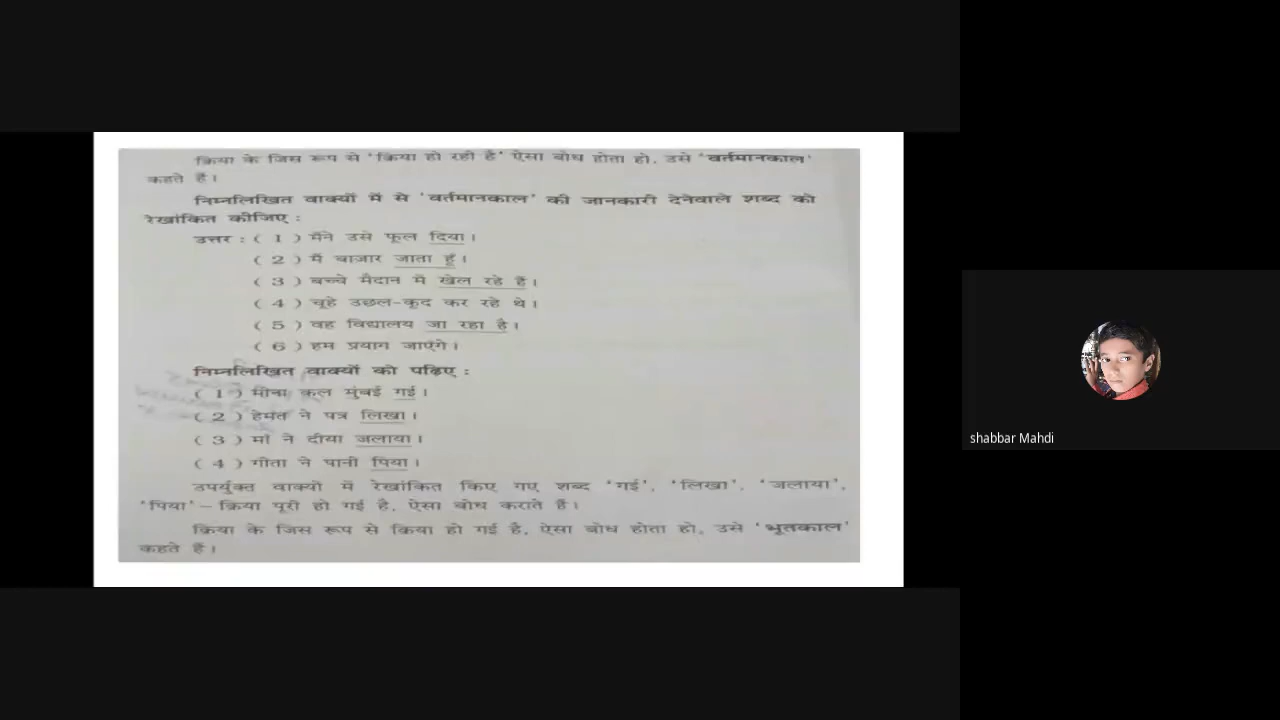 क्रिया के जिस रूप से 'क्रिया हो रही है' ऐसा बोध होता हो, उसे 'वर्तमानकाल'
कहते हैं।
निम्नलिखित वाक्यों में से 'वर्तमानकाल' की जानकारी देनेवाले शब्द को
रेखांकित कीजिए :
उत्तर : ( 1 ) मैंने उसे फूल दिया।
( 2 ) मैं बाजार जाता हूँ।
( 3 ) बच्चे मैदान में खेल रहे हैं।
( 4 ) चूहे उछल-कूद कर रहे थे।
( 5 ) वह विद्यालय जा रहा है।
( 6 ) हम प्रयाग जाएँगे।
निम्नलिखित वाक्यों को पढ़िए :
( 1 ) मीना कल मुंबई गई।
( 2 ) हेमंत ने पत्र लिखा।
( 3 ) माँ ने दीया जलाया।
( 4 ) गीता ने पानी पिया।
उपर्युक्त वाक्यों में रेखांकित किए गए शब्द 'गई', 'लिखा', 'जलाया',
'पिया' – क्रिया पूरी हो गई है, ऐसा बोध कराते हैं।
क्रिया के जिस रूप से क्रिया हो गई है, ऐसा बोध होता हो, उसे 'भूतकाल'
कहते हैं।
shabbar Mahdi